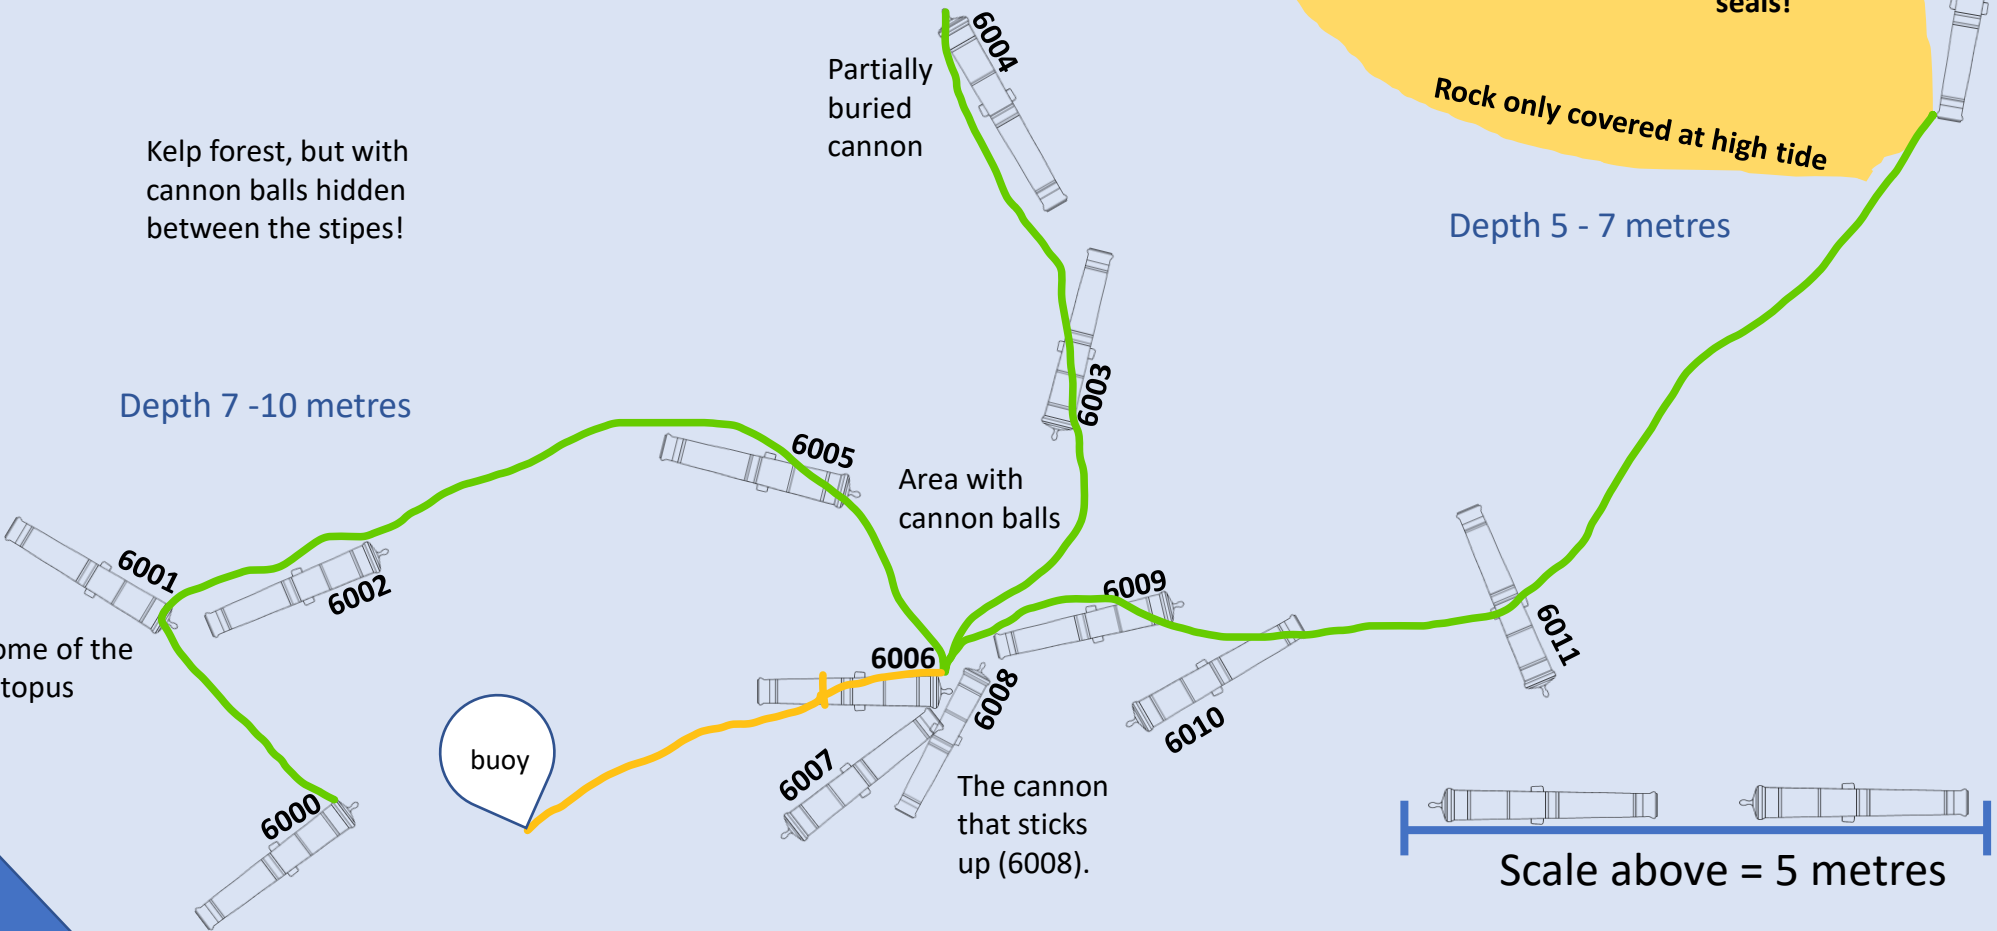 seals!
Rock only covered at high tide
6004
Partially
buried
cannon
Kelp forest, but with
cannon balls hidden
between the stipes!
Depth 5 - 7 metres
6003
Depth 7 -10 metres
6005
Area with
cannon balls
6001
6002
6009
6011
of the
6006
6008
6010
buoy
6007
The cannon
that sticks
up (6008).
6000
Scale above = 5 metres